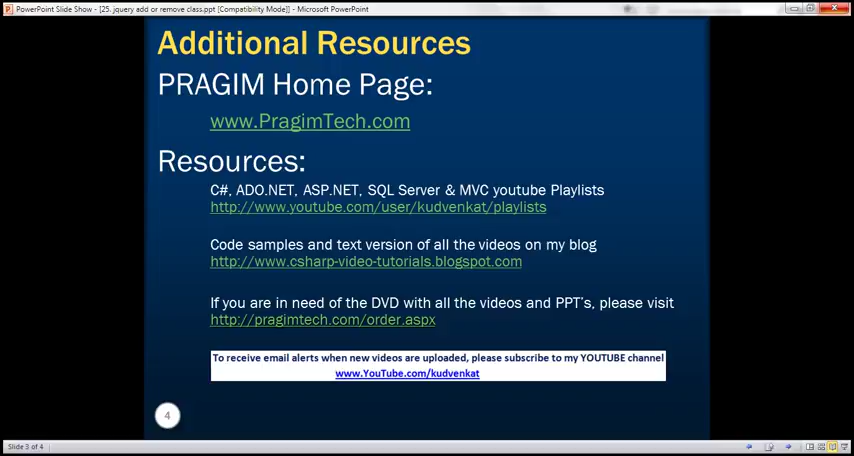 PowerPoint Slide Show - [25. jquery add or remove class.ppt [Compatibility Mode]] - Microsoft PowerPoint
Additional Resources
PRAGIM Home Page:
www.PragimTech.com
Resources:
C#, ADO.NET, ASP.NET, SQL Server & MVC youtube Playlists
http://www.youtube.com/user/kudvenkat/playlists
Code samples and text version of all the videos on my blog
http://www.csharp-video-tutorials.blogspot.com
If you are in need of the DVD with all the videos and PPT's, please visit
http://pragimtech.com/order.aspx
To receive email alerts when new videos are uploaded, please subscribe to my YOUTUBE channel
www.YouTube.com/kudvenkat
4
Slide 3 of 4